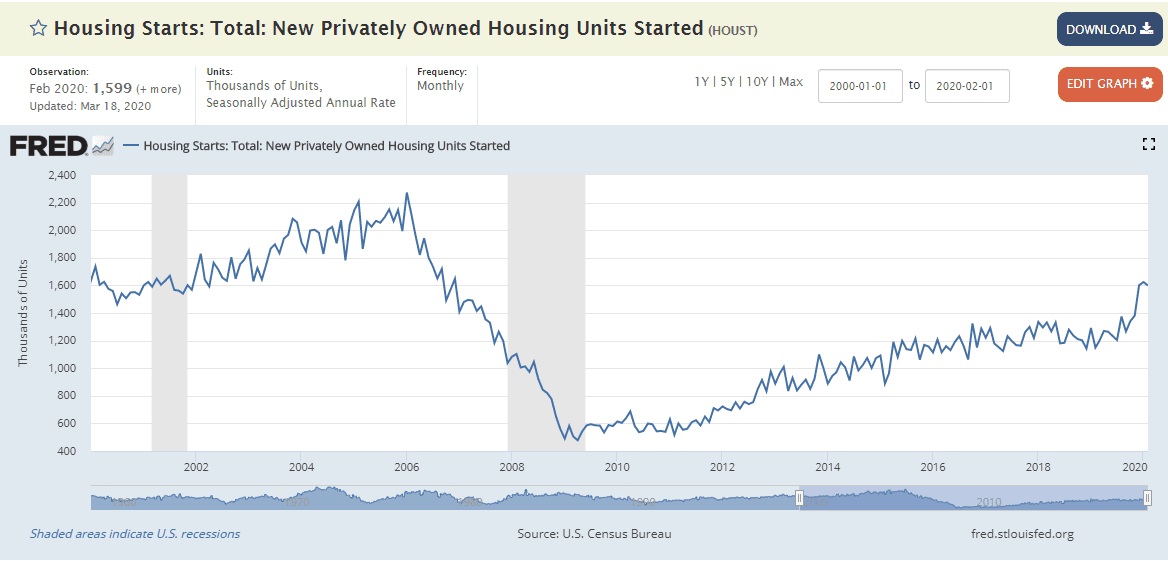 Housing Starts: Total: New Privately Owned Housing Units Started (HOUST)
DOWNLOAD
Observation:
Feb 2020: 1,599 (+ more)
Updated: Mar 18, 2020
Units:
Thousands of Units,
Seasonally Adjusted Annual Rate
Frequency:
Monthly
1Y | 5Y | 10Y | Max
2000-01-01 to 2020-02-01
EDIT GRAPH
FRED
Housing Starts: Total: New Privately Owned Housing Units Started
Thousands of Units
2,400
2,200
2,000
1,800
1,600
1,400
1,200
1,000
800
600
400
2002 2004 2006 2008 2010 2012 2014 2016 2018 2020
1970 2010
Shaded areas indicate U.S. recessions
Source: U.S. Census Bureau
fred.stlouisfed.org